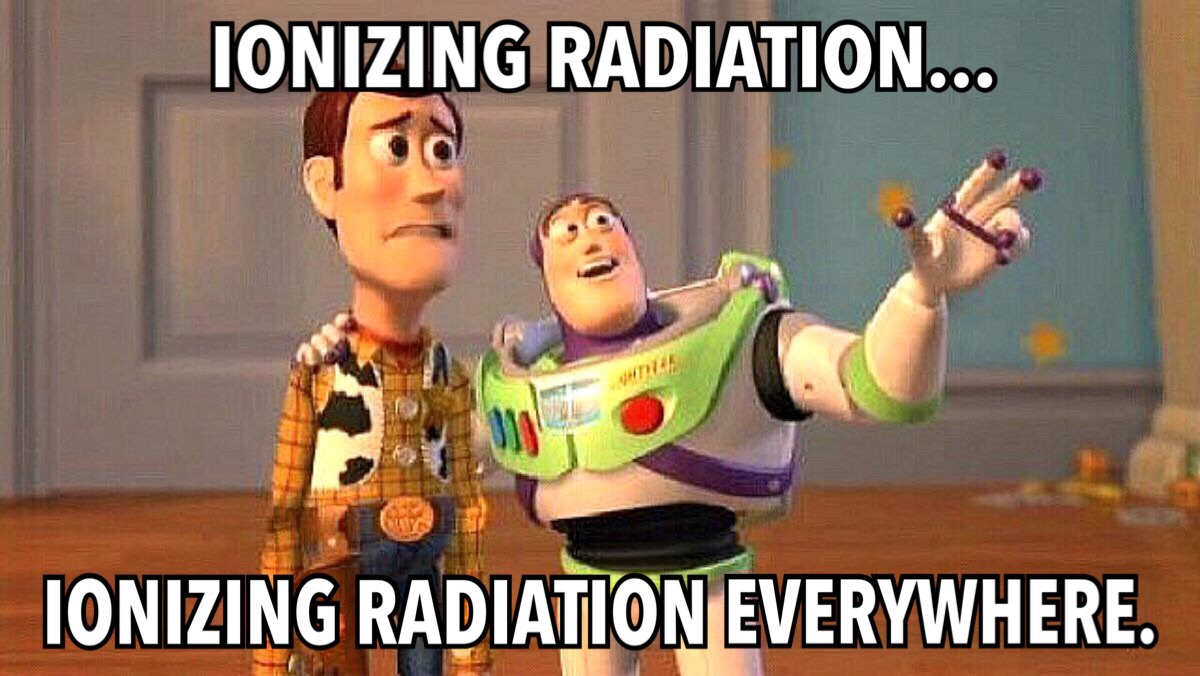 IONIZING RADIATION...
IONIZING RADIATION EVERYWHERE.